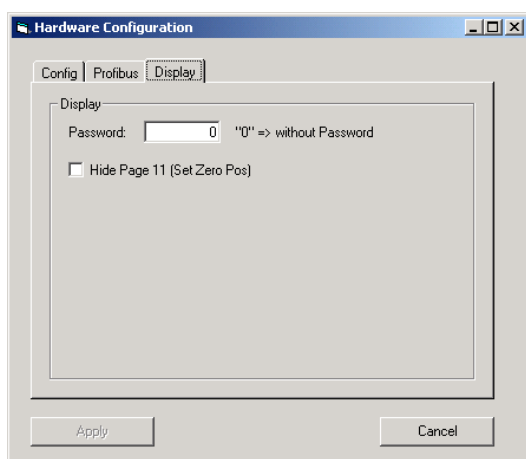 Hardware Configuration
Config Profibus Display
Display
Password: 0 "0" => without Password
Hide Page 11 (Set Zero Pos)
Apply Cancel